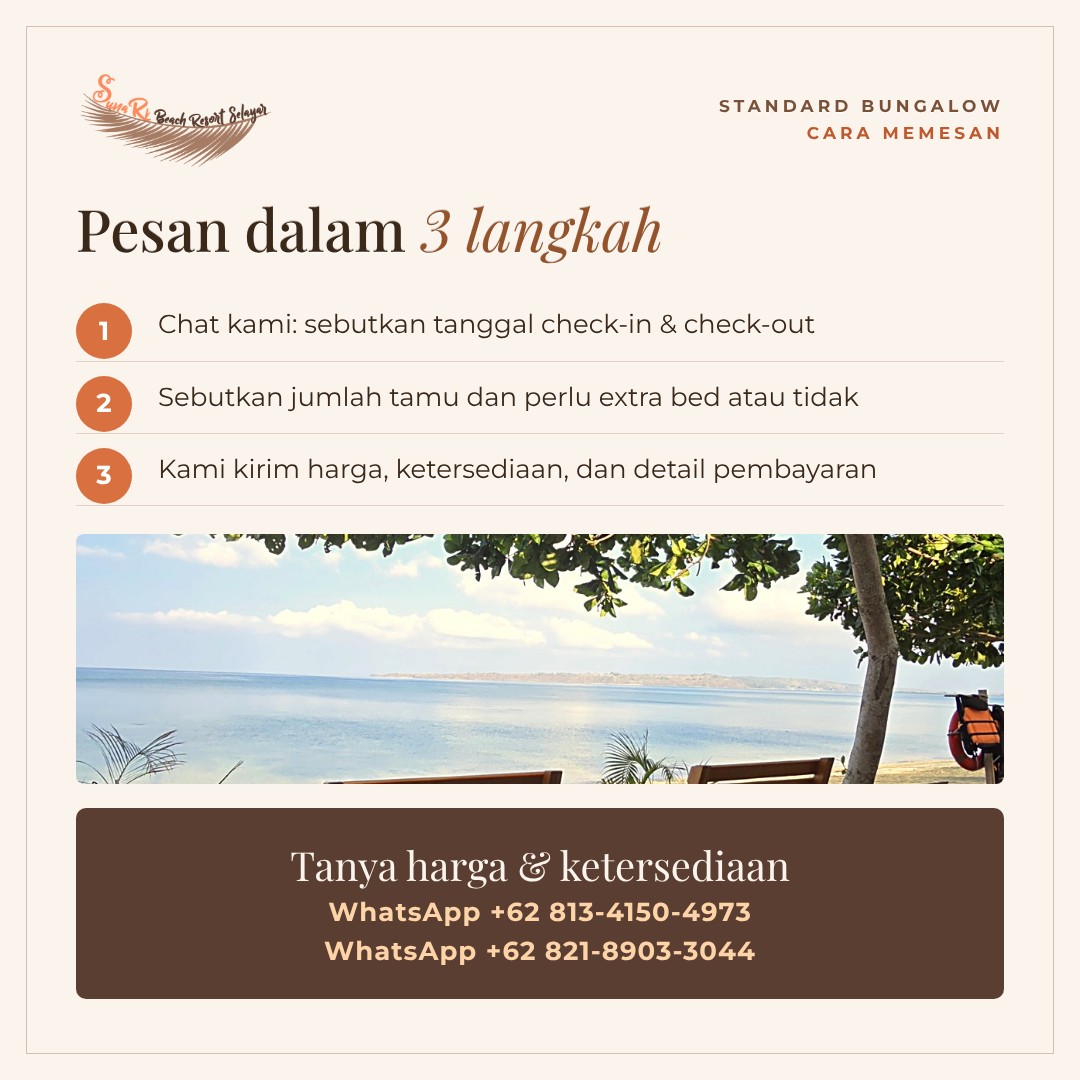 SunaRi Beach Resort Selayar
STANDARD BUNGALOW
CARA MEMESAN
Pesan dalam 3 langkah
1 Chat kami: sebutkan tanggal check-in & check-out
2 Sebutkan jumlah tamu dan perlu extra bed atau tidak
3 Kami kirim harga, ketersediaan, dan detail pembayaran
Tanya harga & ketersediaan
WhatsApp +62 813-4150-4973
WhatsApp +62 821-8903-3044